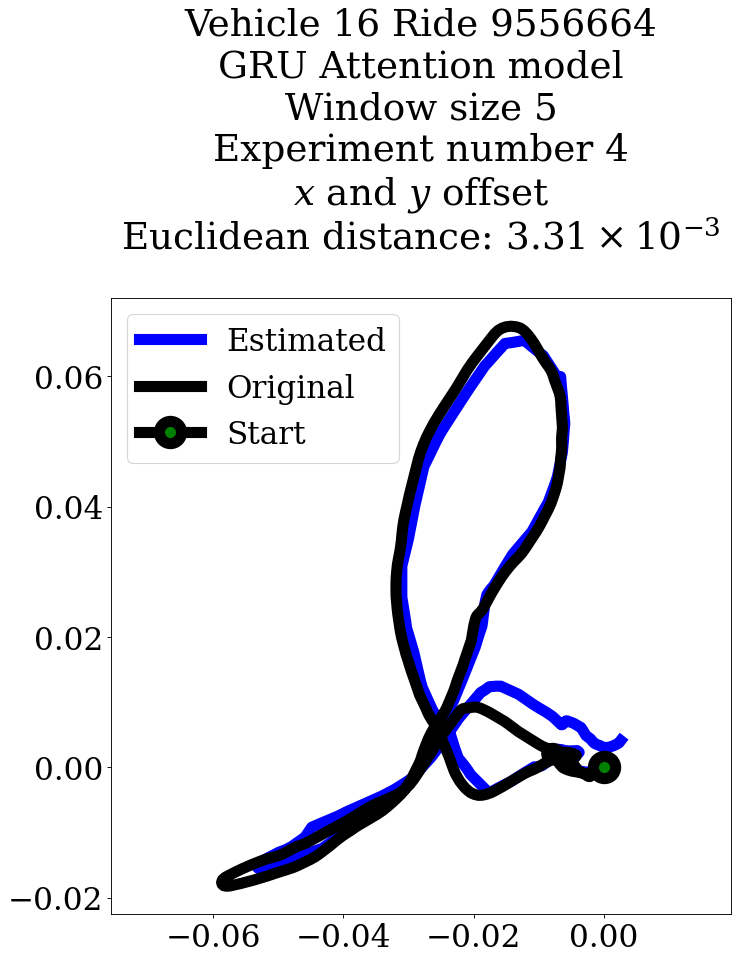 Vehicle 16 Ride 9556664
GRU Attention model
Window size 5
Experiment number 4
x and y offset
Euclidean distance: 3.31 × 10⁻³
Estimated
Original
Start
0.06
0.04
0.02
0.00
−0.02
−0.06 −0.04 −0.02 0.00